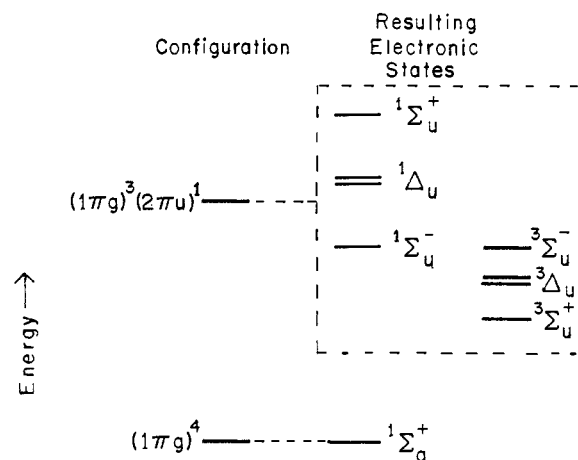 Resulting
Configuration Electronic
States
¹Σᵤ⁺
¹Δᵤ
(1πg)³(2πu)¹
¹Σᵤ⁻ ³Σᵤ⁻
³Δᵤ
³Σᵤ⁺
Energy →
(1πg)⁴ ¹Σg⁺